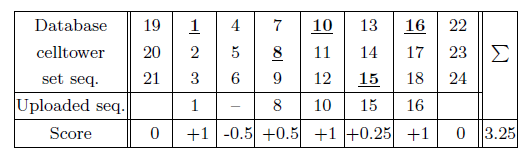 Database 19 1 4 7 10 13 16 22
celltower 20 2 5 8 11 14 17 23 ∑
set seq. 21 3 6 9 12 15 18 24
Uploaded seq. 1 – 8 10 15 16
Score 0 +1 -0.5 +0.5 +1 +0.25 +1 0 3.25